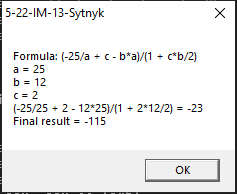 5-22-IM-13-Sytnyk
Formula: (-25/a + c - b*a)/(1 + c*b/2)
a = 25
b = 12
c = 2
(-25/25 + 2 - 12*25)/(1 + 2*12/2) = -23
Final result = -115
OK